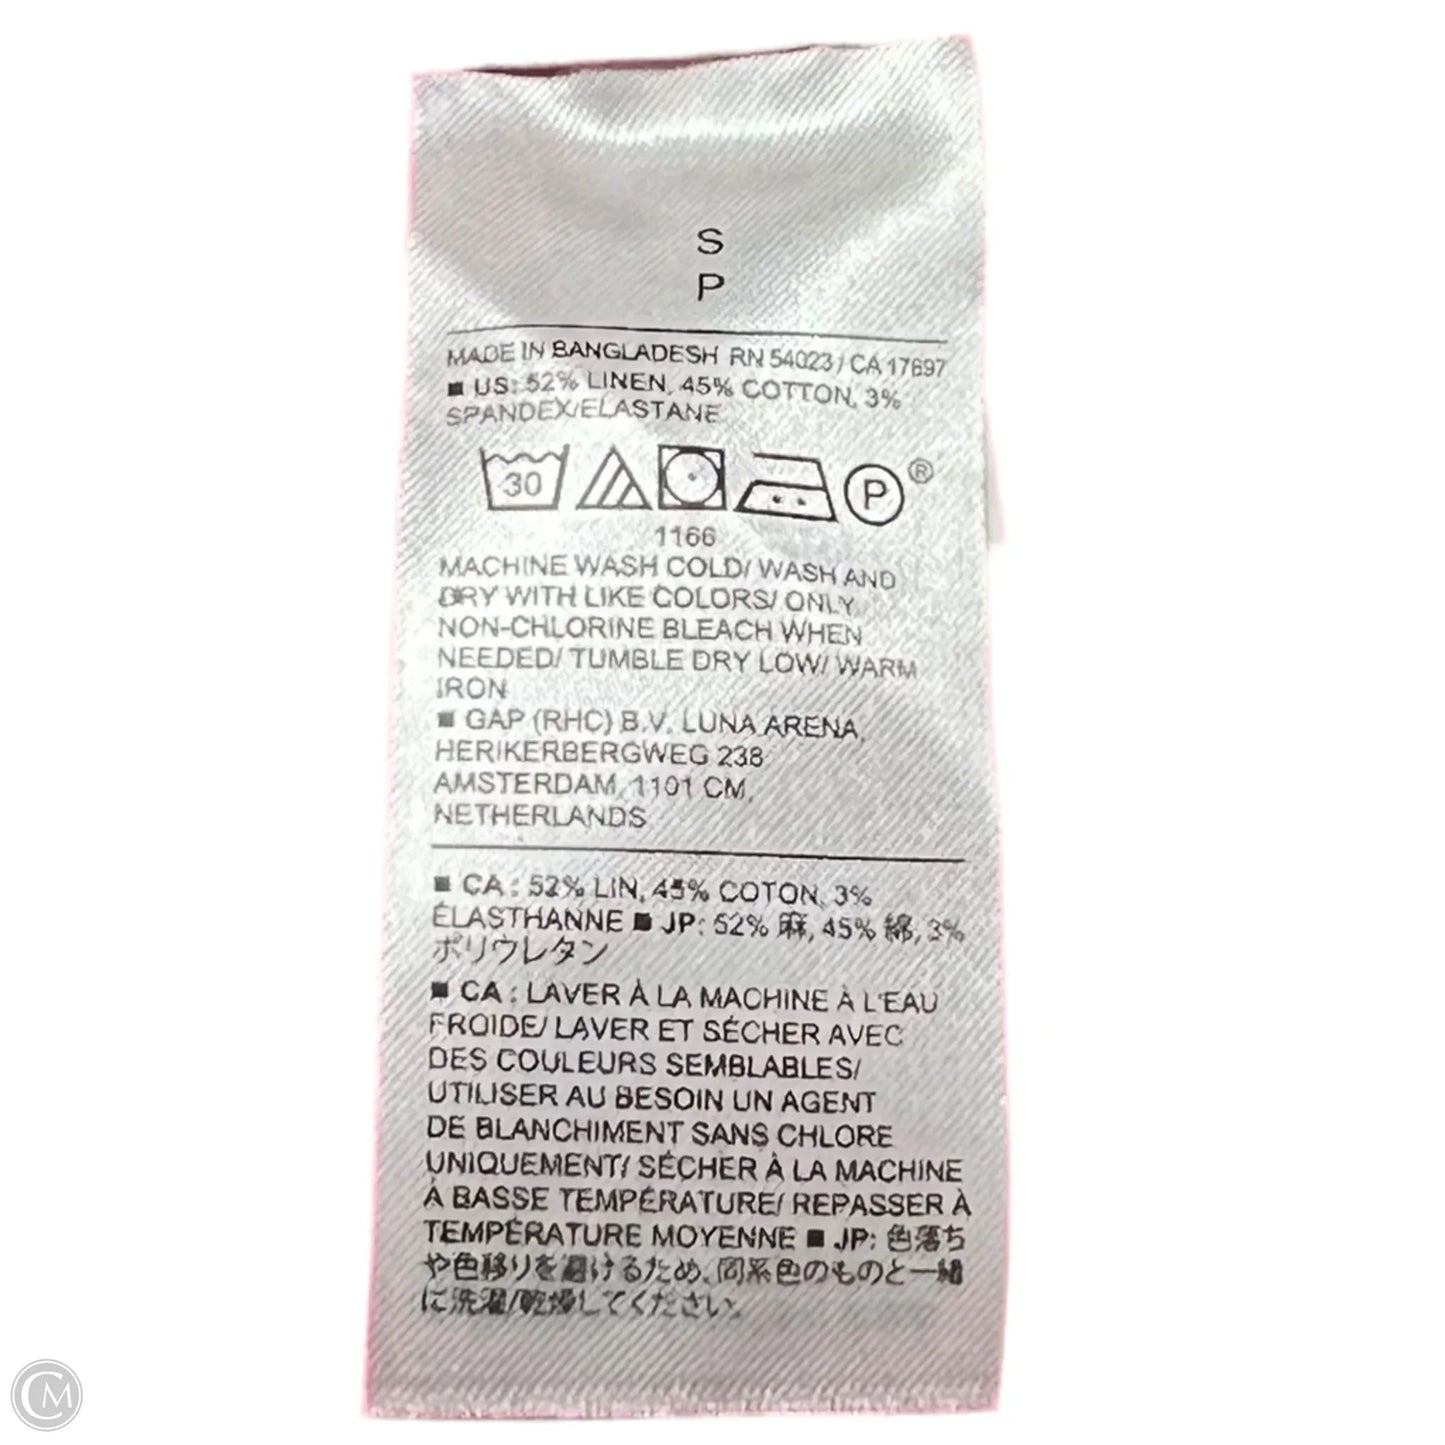 S
P
MADE IN BANGLADESH RN 54023 / CA 17697
■ US: 52% LINEN, 45% COTTON, 3%
SPANDEX/ELASTANE
30 P ®
1166
MACHINE WASH COLD/ WASH AND
DRY WITH LIKE COLORS/ ONLY
NON-CHLORINE BLEACH WHEN
NEEDED/ TUMBLE DRY LOW/ WARM
IRON
■ GAP (RHC) B.V. LUNA ARENA,
HERIKERBERGWEG 238
AMSTERDAM, 1101 CM,
NETHERLANDS
■ CA : 52% LIN, 45% COTON, 3%
ÉLASTHANNE ■ JP: 52% 麻, 45% 綿, 3%
ポリウレタン
■ CA : LAVER À LA MACHINE À L'EAU
FROIDE/ LAVER ET SÉCHER AVEC
DES COULEURS SEMBLABLES/
UTILISER AU BESOIN UN AGENT
DE BLANCHIMENT SANS CHLORE
UNIQUEMENT/ SÉCHER À LA MACHINE
À BASSE TEMPÉRATURE/ REPASSER À
TEMPÉRATURE MOYENNE ■ JP: 色落ち
や色移りを避けるため、同系色のものと一緒
に洗濯/乾燥してください。
CM